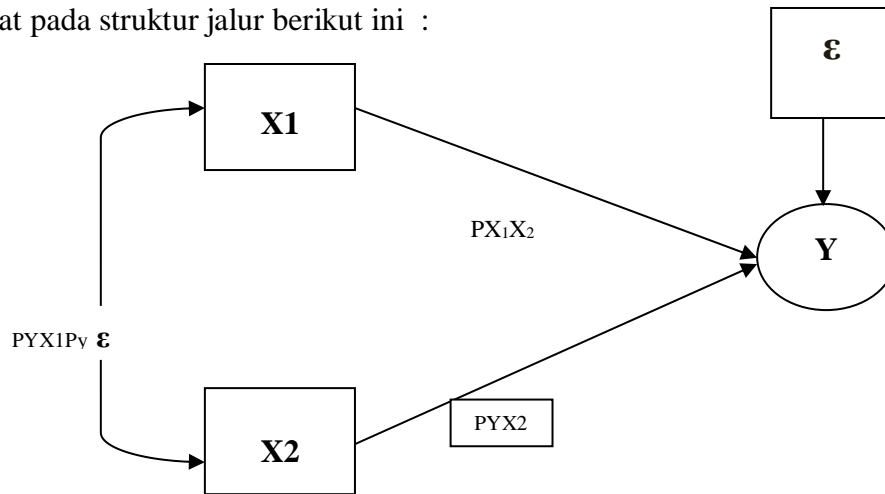 at pada struktur jalur berikut ini :
ε
X1
PX₁X₂
Y
PYX1Py ε
PYX2
X2